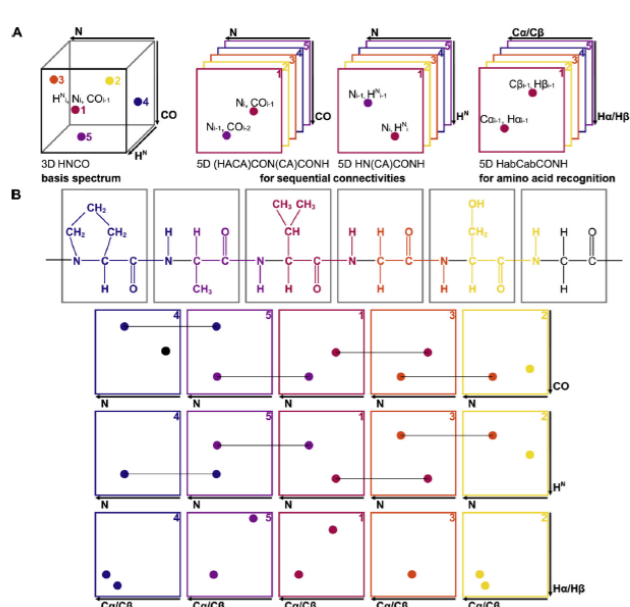 A
N
N
N
Cα/Cβ
5
5
5
3
3
3
2
2
2
1
1
1
3
2
H^N_i, N_i, CO_i-1
1
4
5
CO
H^N
N_i, CO_i-1
N_i-1, CO_i-2
CO
N_i-1, H^N_i-1
N_i, H^N_i
H^N
Cβ_i-1, Hβ_i-1
Cα_i-1, Hα_i-1
Hα/Hβ
3D HNCO
5D (HACA)CON(CA)CONH
5D HN(CA)CONH
5D HabCabCONH
basis spectrum
for sequential connectivities
for amino acid recognition
B
CH₂
CH₂ CH₂
N C C
H O
H H O
N C C
CH₃
CH₃ CH₃
CH
N C C
H H O
H H O
N C C
H
OH
CH₂
N C C
H H O
H H O
N C C
H
4 5 1 3 2
CO
N N N N N
4 5 1 3 2
H^N
N N N N N
4 5 1 3 2
Hα/Hβ
Cα/Cβ Cα/Cβ Cα/Cβ Cα/Cβ Cα/Cβ